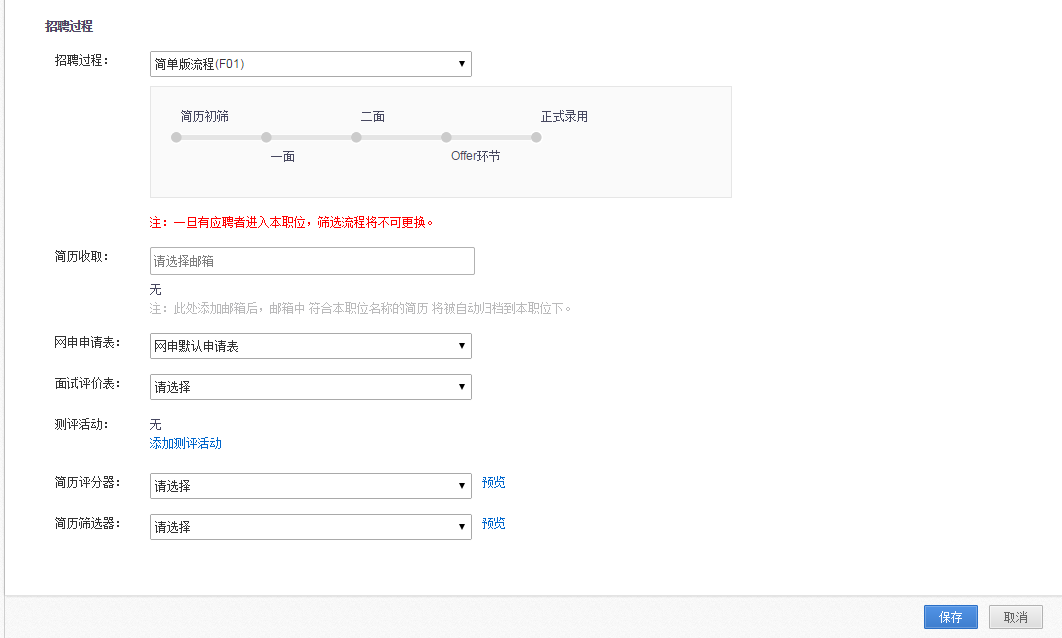 招聘过程
招聘过程：
简单版流程(F01)
简历初筛 二面 正式录用
一面 Offer环节
注：一旦有应聘者进入本职位，筛选流程将不可更换。
简历收取：
请选择邮箱
无
注：此处添加邮箱后，邮箱中 符合本职位名称的简历 将被自动归档到本职位下。
网申申请表： 网申默认申请表
面试评价表： 请选择
测评活动： 无
添加测评活动
简历评分器： 请选择 预览
简历筛选器： 请选择 预览
保存 取消